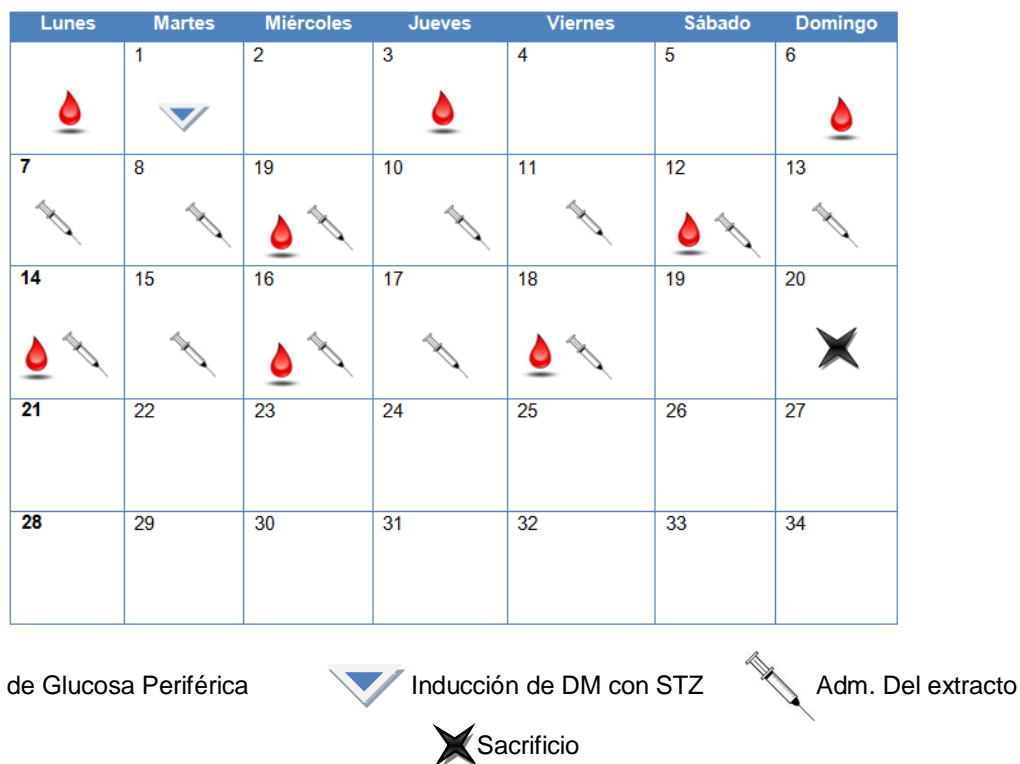 Lunes Martes Miércoles Jueves Viernes Sábado Domingo
1 2 3 4 5 6
7 8 19 10 11 12 13
14 15 16 17 18 19 20
21 22 23 24 25 26 27
28 29 30 31 32 33 34
de Glucosa Periférica Inducción de DM con STZ Adm. Del extracto
Sacrificio